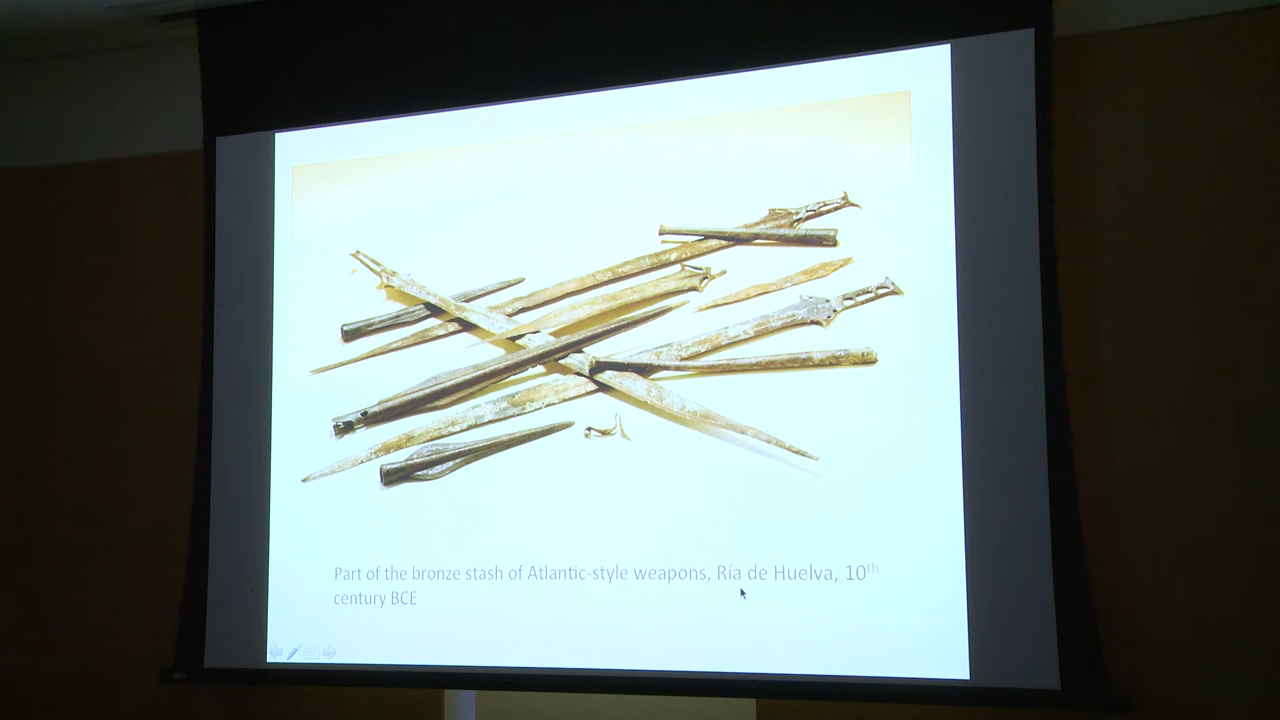 Part of the bronze stash of Atlantic-style weapons, Ría de Huelva, 10th
century BCE